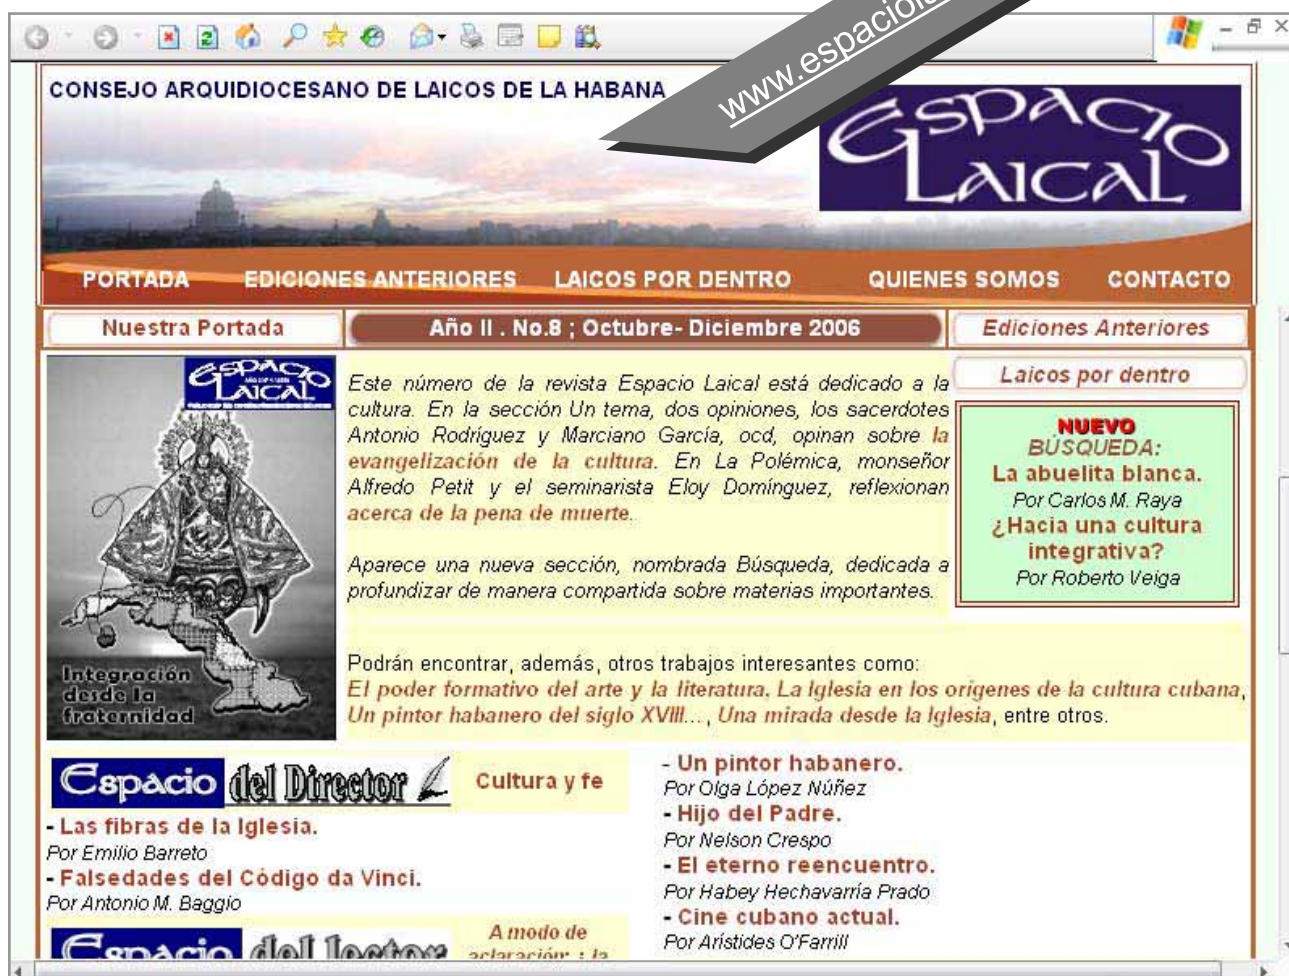 www.espaciol
CONSEJO ARQUIDIOCESANO DE LAICOS DE LA HABANA
ESPACIO
LAICAL
PORTADA EDICIONES ANTERIORES LAICOS POR DENTRO QUIENES SOMOS CONTACTO
Nuestra Portada
Año II . No.8 ; Octubre- Diciembre 2006
Ediciones Anteriores
ESPACIO
LAICAL
Integración
desde la
fraternidad
Este número de la revista Espacio Laical está dedicado a la
cultura. En la sección Un tema, dos opiniones, los sacerdotes
Antonio Rodríguez y Marciano García, ocd, opinan sobre la
evangelización de la cultura. En La Polémica, monseñor
Alfredo Petit y el seminarista Eloy Domínguez, reflexionan
acerca de la pena de muerte.
Aparece una nueva sección, nombrada Búsqueda, dedicada a
profundizar de manera compartida sobre materias importantes.
Laicos por dentro
NUEVO
BÚSQUEDA:
La abuelita blanca.
Por Carlos M. Raya
¿Hacia una cultura
integrativa?
Por Roberto Veiga
Podrán encontrar, además, otros trabajos interesantes como:
El poder formativo del arte y la literatura. La Iglesia en los orígenes de la cultura cubana,
Un pintor habanero del siglo XVIII..., Una mirada desde la Iglesia, entre otros.
Espacio del Director
Cultura y fe
- Las fibras de la Iglesia.
Por Emilio Barreto
- Falsedades del Código da Vinci.
Por Antonio M. Baggio
Espacio del lector
A modo de
aclaración: ¿ la
- Un pintor habanero.
Por Olga López Núñez
- Hijo del Padre.
Por Nelson Crespo
- El eterno reencuentro.
Por Habey Hechavarría Prado
- Cine cubano actual.
Por Arístides O'Farrill